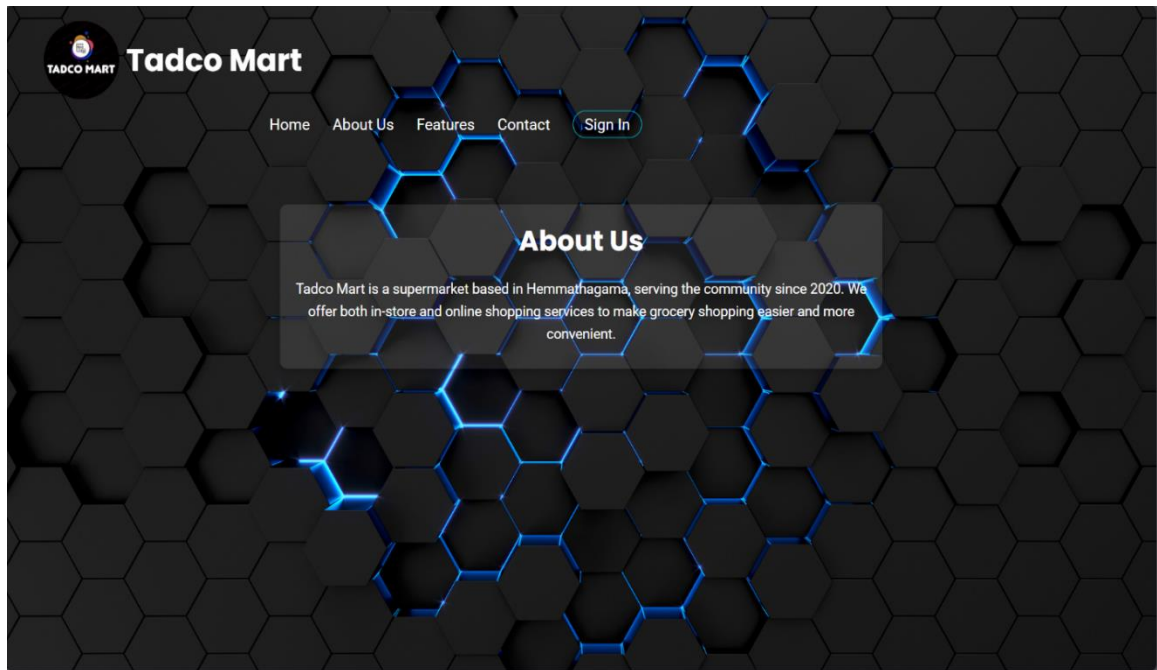 TADCO MART
Tadco Mart
Home About Us Features Contact Sign In
About Us
Tadco Mart is a supermarket based in Hemmathagama, serving the community since 2020. We
offer both in-store and online shopping services to make grocery shopping easier and more
convenient.